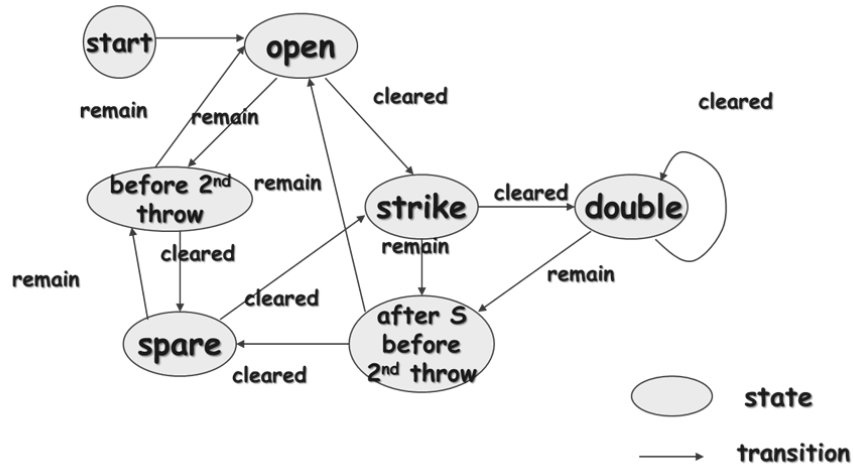 start
open
cleared
cleared
remain
remain
before 2nd
throw
remain
strike
cleared
double
cleared
remain
remain
remain
cleared
after S
before
2nd throw
spare
cleared
state
transition